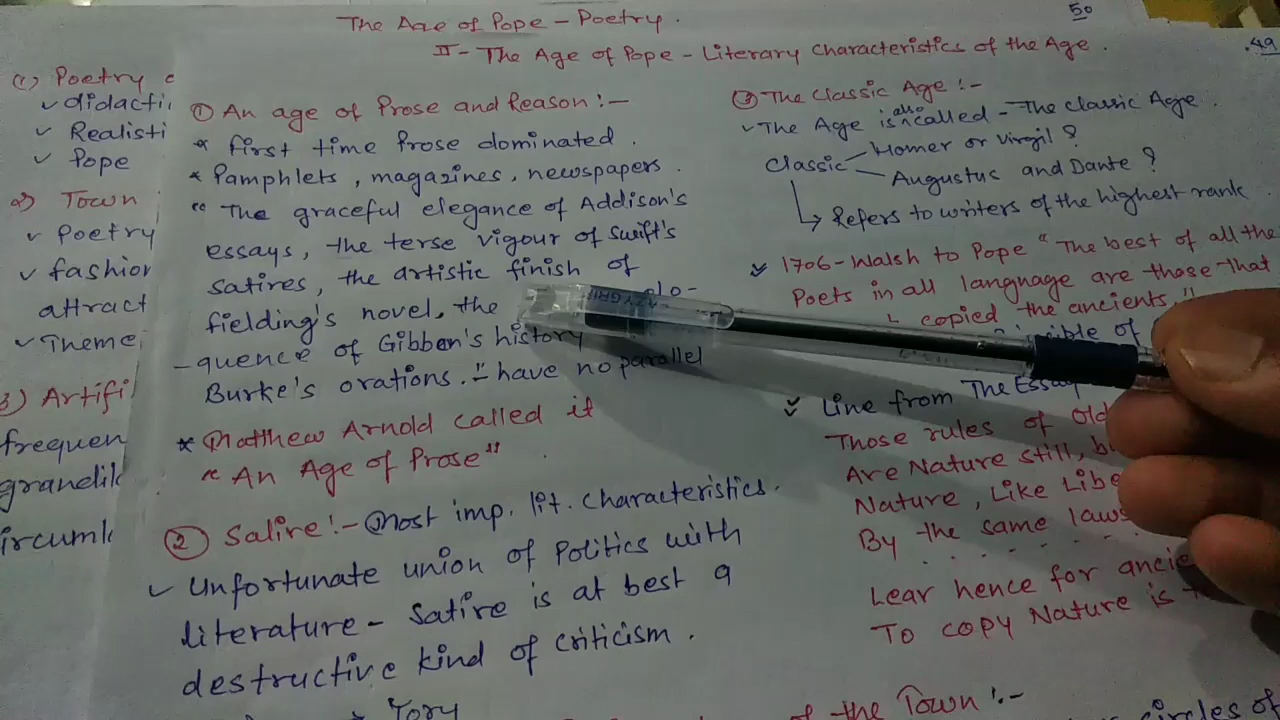 The Age of Pope - Poetry.
50
II - The Age of Pope - Literary Characteristics of the Age.
49
(1) Poetry
didacti
Realisti
Pope
2) Town
Poetry
fashion
attract
Theme
3) Artifi
frequen
grandilo
ircumlo
① An age of Prose and Reason :-
* first time Prose dominated.
* Pamphlets, magazines, newspapers.
"The graceful elegance of Addison's
essays, the terse vigour of Swift's
satires, the artistic finish of
fielding's novel, the
-quence of Gibben's history
Burke's orations." - have no parallel
* Matthew Arnold called it
"An Age of Prose"
② Satire :- Most imp. lit. characteristics.
✓ Unfortunate union of Politics with
literature - Satire is at best a
destructive kind of criticism.
Tory
③ The Classic Age :-
✓ The Age is also called - The Classic Age.
Classic - Homer or Virgil ?
- Augustus and Dante ?
↳ Refers to writers of the highest rank
1706 - Walsh to Pope "The best of all the
Poets in all language are those that
copied the ancients."
of
Line from The Essay
Those rules of old
Are Nature still, b
Nature, Like Libe
By the same laws
. . . . . . .
Lear hence for ancie
To copy Nature is t
of the Town :-
circles of